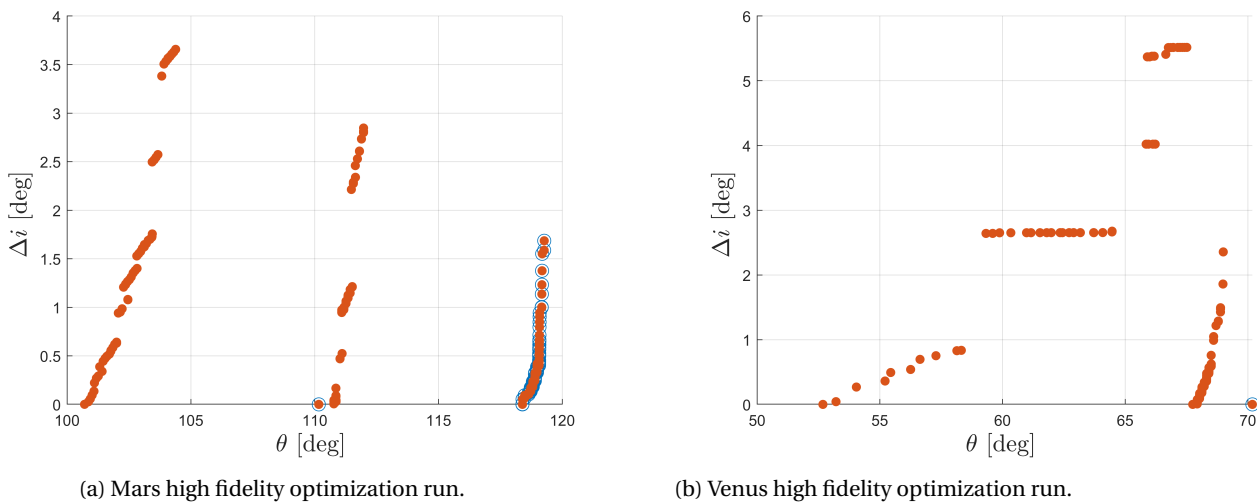 4
3.5
3
2.5
2
1.5
1
0.5
0
Δi [deg]
100 105 110 115 120
θ [deg]
(a) Mars high fidelity optimization run.
6
5
4
3
2
1
0
Δi [deg]
50 55 60 65 70
θ [deg]
(b) Venus high fidelity optimization run.